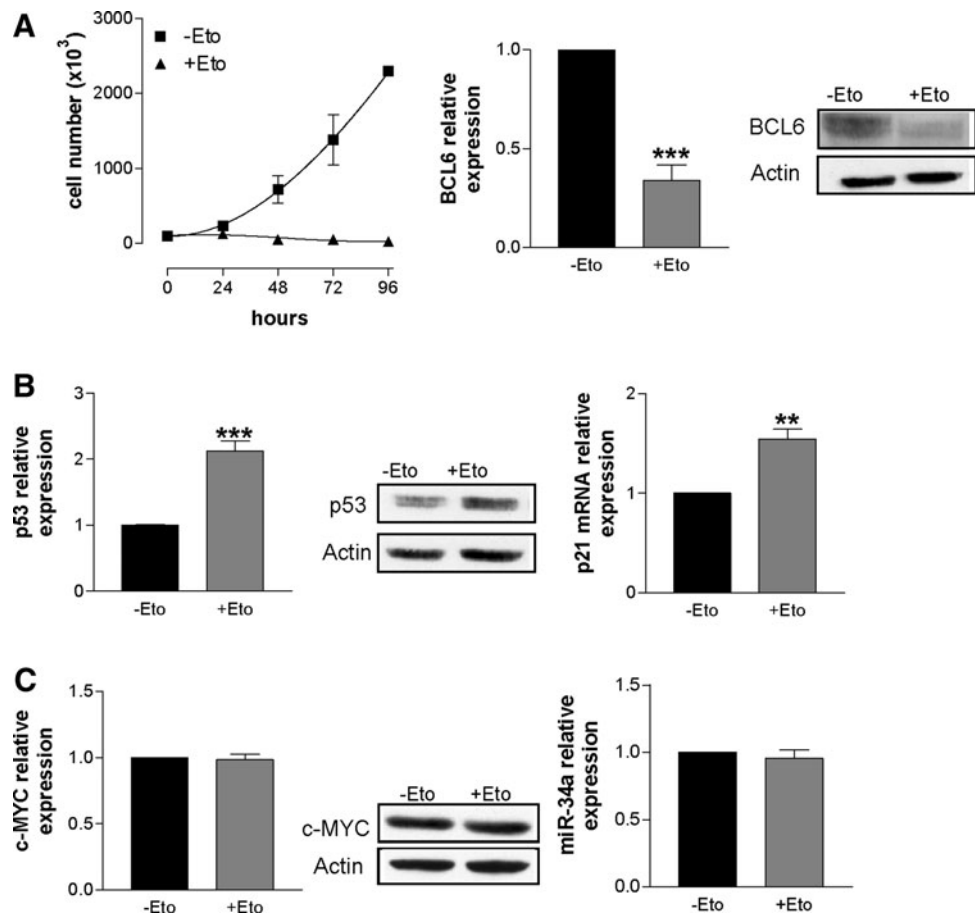 A
cell number (x10³)
3000
2000
1000
0
-Eto
+Eto
0 24 48 72 96
hours
BCL6 relative
expression
1.0
0.5
0.0
***
-Eto +Eto
-Eto +Eto
BCL6
Actin
B
p53 relative
expression
3
2
1
0
***
-Eto +Eto
-Eto +Eto
p53
Actin
p21 mRNA relative
expression
2
1
0
**
-Eto +Eto
C
c-MYC relative
expression
1.5
1.0
0.5
0.0
-Eto +Eto
-Eto +Eto
c-MYC
Actin
miR-34a relative
expression
1.5
1.0
0.5
0.0
-Eto +Eto